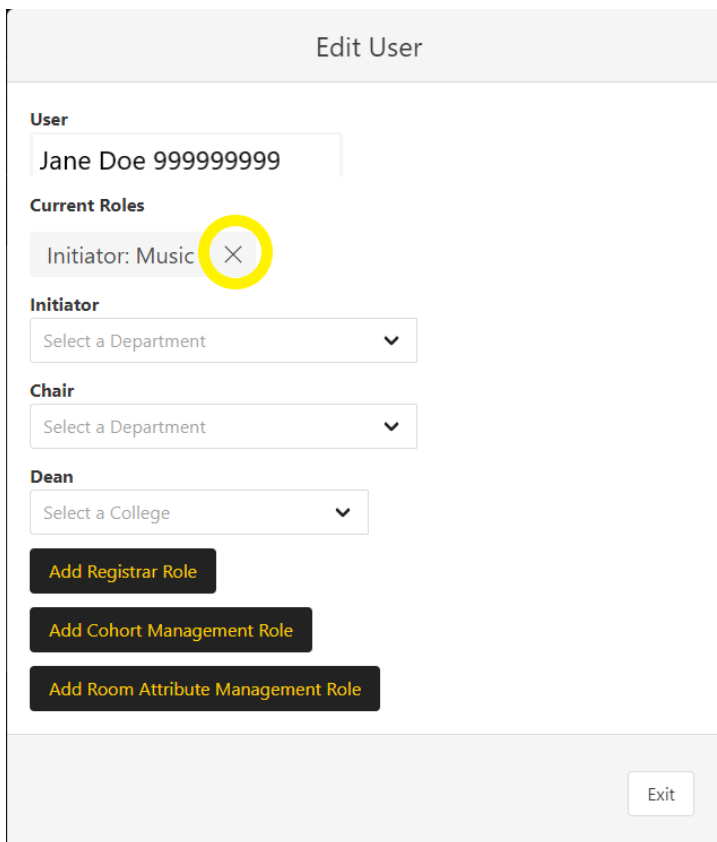 Edit User
User
Jane Doe 999999999
Current Roles
Initiator: Music
Initiator
Select a Department
Chair
Select a Department
Dean
Select a College
Add Registrar Role
Add Cohort Management Role
Add Room Attribute Management Role
Exit